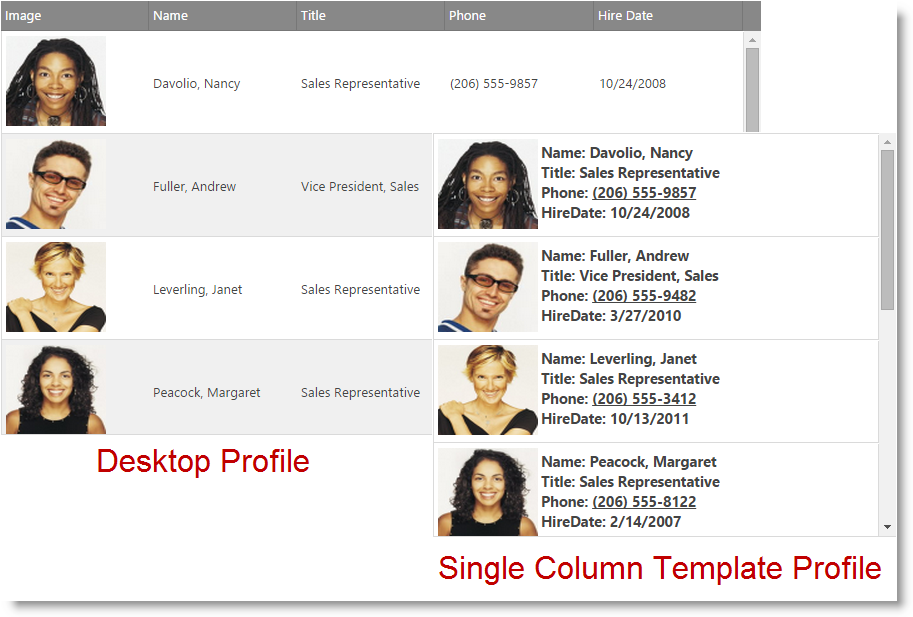 Image Name Title Phone Hire Date
Davolio, Nancy Sales Representative (206) 555-9857 10/24/2008
Fuller, Andrew Vice President, Sales
Leverling, Janet Sales Representative
Peacock, Margaret Sales Representative
Desktop Profile
Name: Davolio, Nancy
Title: Sales Representative
Phone: (206) 555-9857
HireDate: 10/24/2008
Name: Fuller, Andrew
Title: Vice President, Sales
Phone: (206) 555-9482
HireDate: 3/27/2010
Name: Leverling, Janet
Title: Sales Representative
Phone: (206) 555-3412
HireDate: 10/13/2011
Name: Peacock, Margaret
Title: Sales Representative
Phone: (206) 555-8122
HireDate: 2/14/2007
Single Column Template Profile